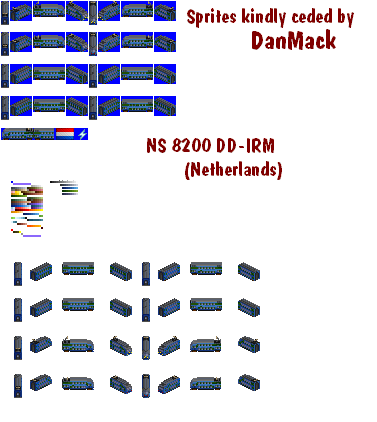 Sprites kindly ceded by
DanMack
NS 8200 DD-IRM
(Netherlands)